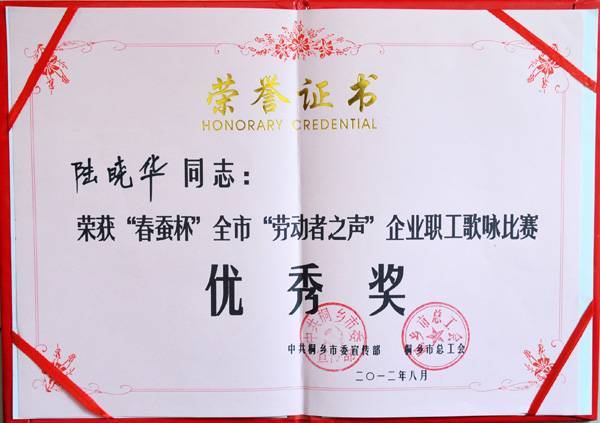 荣誉证书
HONORARY CREDENTIAL
陆晓华 同志：
荣获“春蚕杯”全市“劳动者之声”企业职工歌咏比赛
优秀奖
中共桐乡市委宣传部 桐乡市总工会
二〇一二年八月